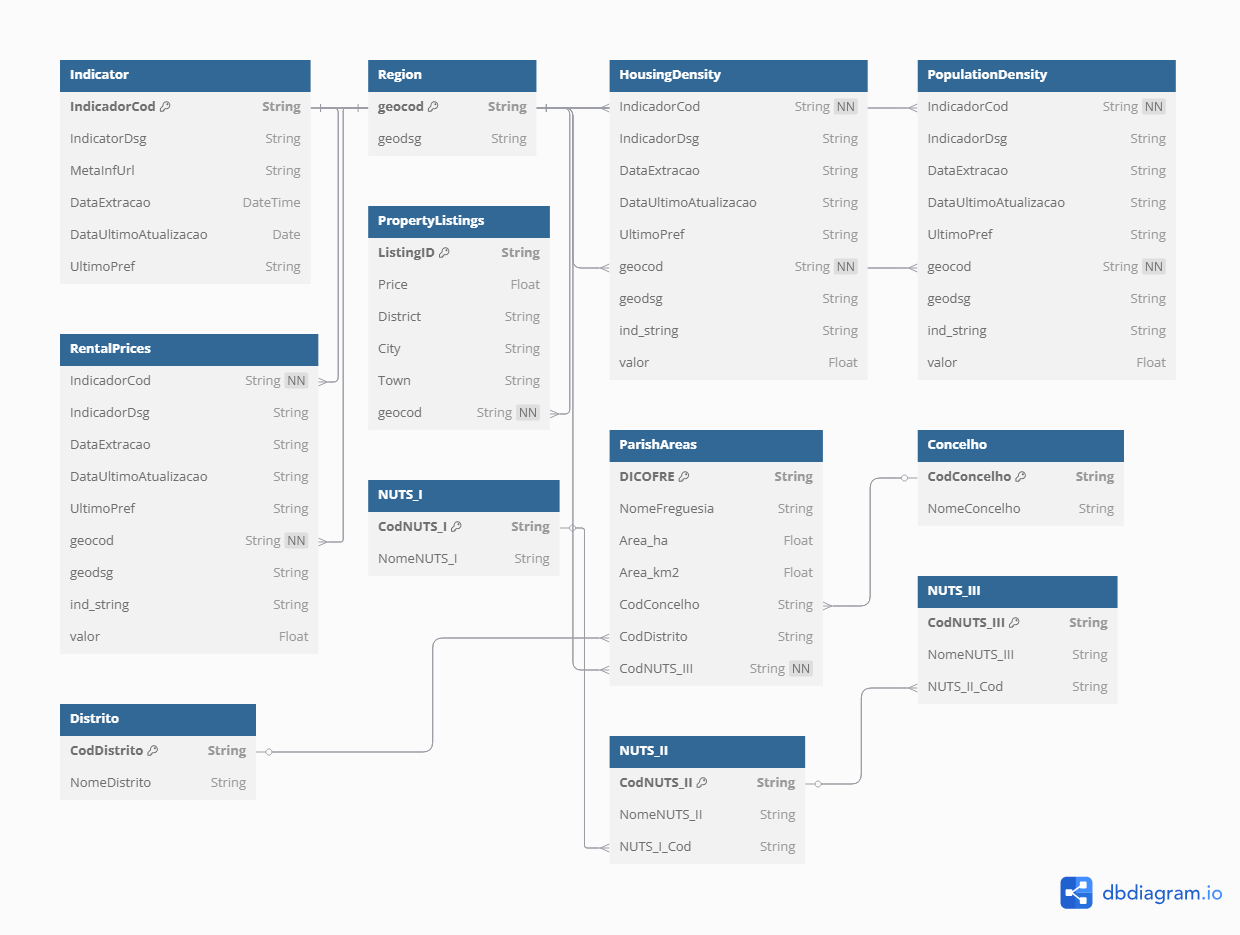 Indicator
IndicadorCod String
IndicatorDsg String
MetaInfUrl String
DataExtracao DateTime
DataUltimoAtualizacao Date
UltimoPref String
Region
geocod String
geodsg String
HousingDensity
IndicadorCod String NN
IndicadorDsg String
DataExtracao String
DataUltimoAtualizacao String
UltimoPref String
geocod String NN
geodsg String
ind_string String
valor Float
PopulationDensity
IndicadorCod String NN
IndicadorDsg String
DataExtracao String
DataUltimoAtualizacao String
UltimoPref String
geocod String NN
geodsg String
ind_string String
valor Float
PropertyListings
ListingID String
Price Float
District String
City String
Town String
geocod String NN
RentalPrices
IndicadorCod String NN
IndicadorDsg String
DataExtracao String
DataUltimoAtualizacao String
UltimoPref String
geocod String NN
geodsg String
ind_string String
valor Float
NUTS_I
CodNUTS_I String
NomeNUTS_I String
ParishAreas
DICOFRE String
NomeFreguesia String
Area_ha Float
Area_km2 Float
CodConcelho String
CodDistrito String
CodNUTS_III String NN
Concelho
CodConcelho String
NomeConcelho String
NUTS_III
CodNUTS_III String
NomeNUTS_III String
NUTS_II_Cod String
Distrito
CodDistrito String
NomeDistrito String
NUTS_II
CodNUTS_II String
NomeNUTS_II String
NUTS_I_Cod String
dbdiagram.io